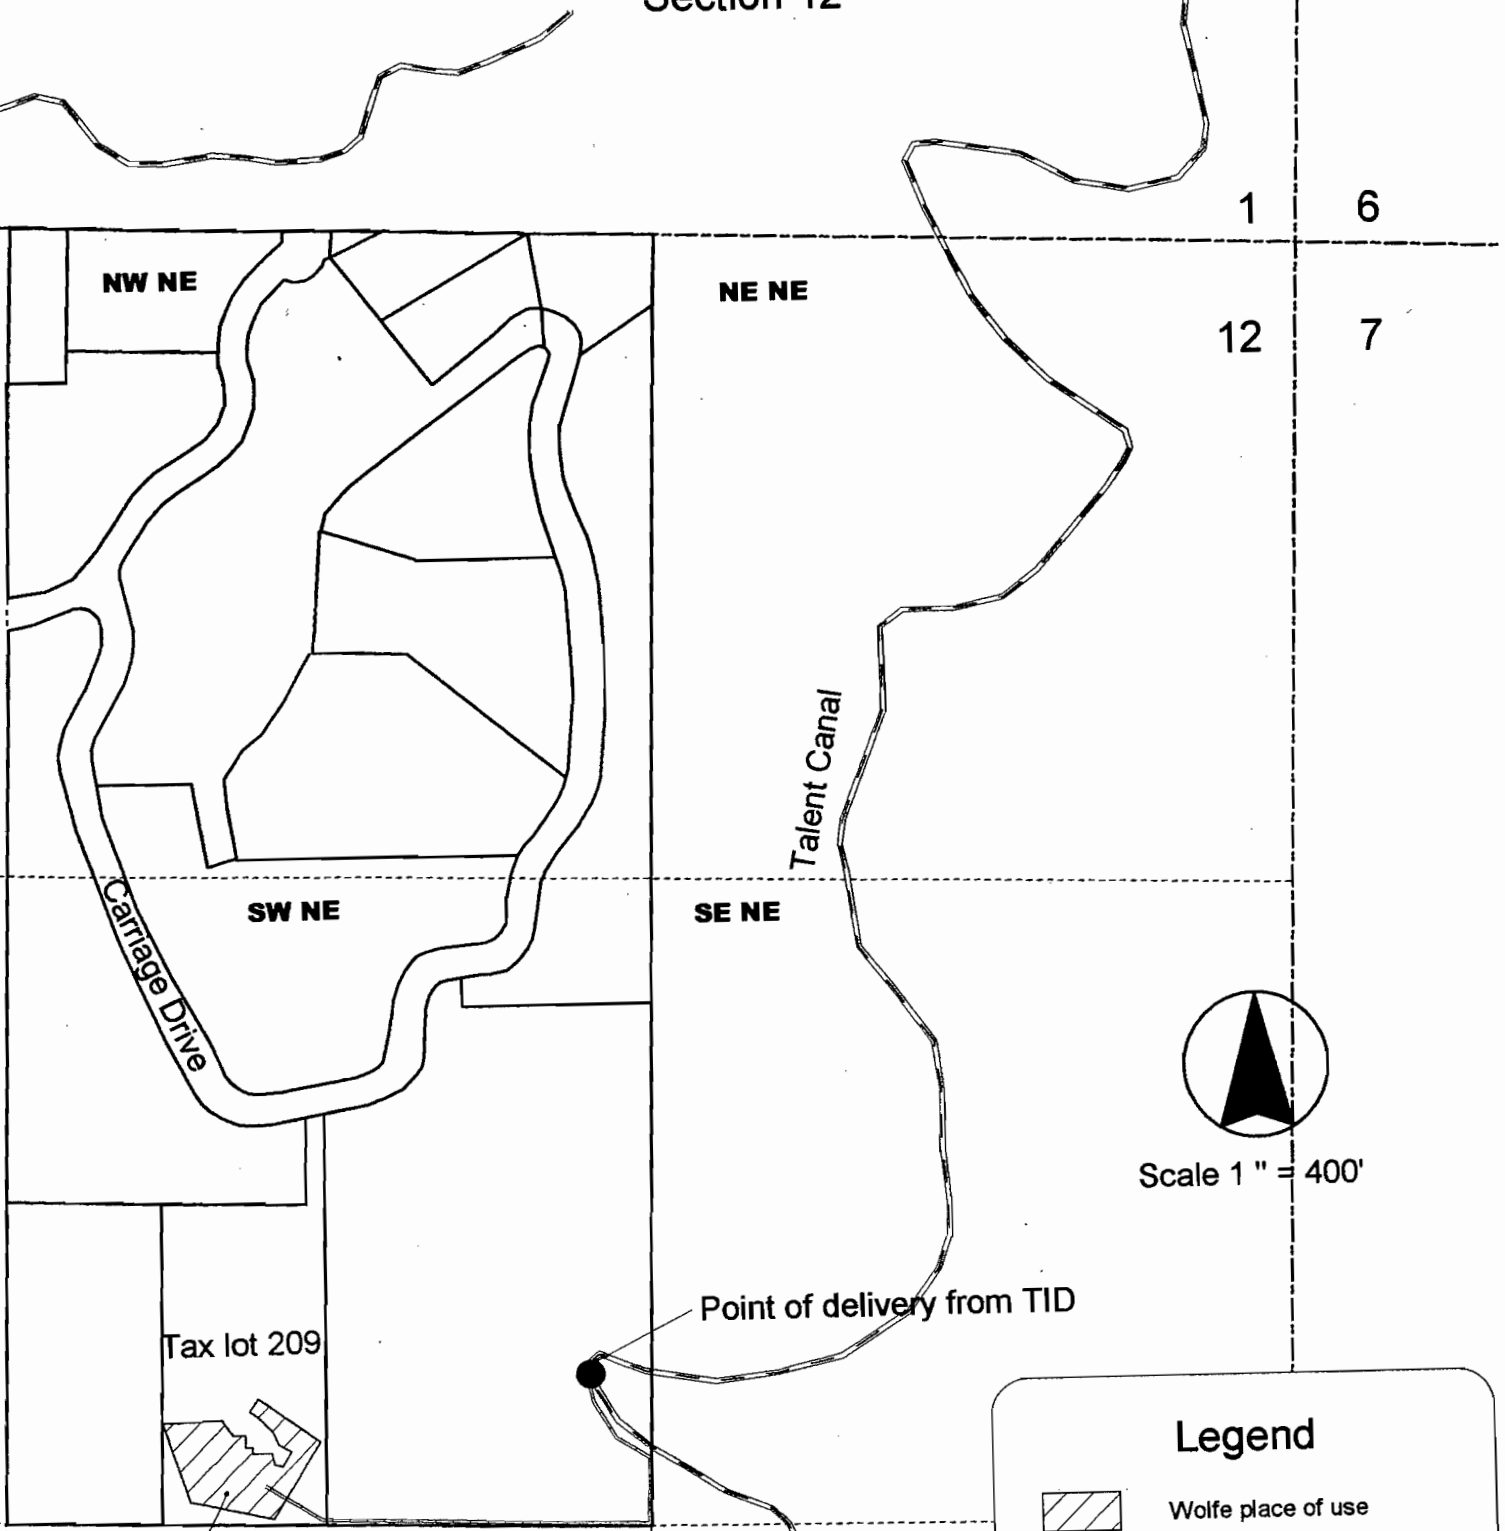 Section 12
1
6
NW NE
NE NE
12
7
Talent Canal
Carriage Drive
SW NE
SE NE
Scale 1 " = 400'
Point of delivery from TID
Tax lot 209
Legend
Wolfe place of use